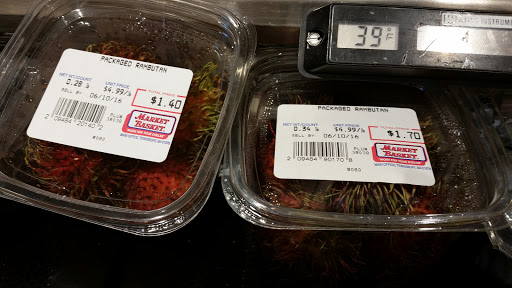 PACKAGED RAMBUTAN
NET WT/COUNT
UNIT PRICE
TOTAL PRICE
0.28 lb
$4.99/lb
$1.40
SELL BY 06/10/16
PLU#
MARKET
BASKET
PACKAGED RAMBUTAN
NET WT/COUNT
UNIT PRICE
TOTAL PRICE
0.34 lb
$4.99/lb
$1.70
SELL BY: 06/10/16
PLU#
MARKET
BASKET
39°F